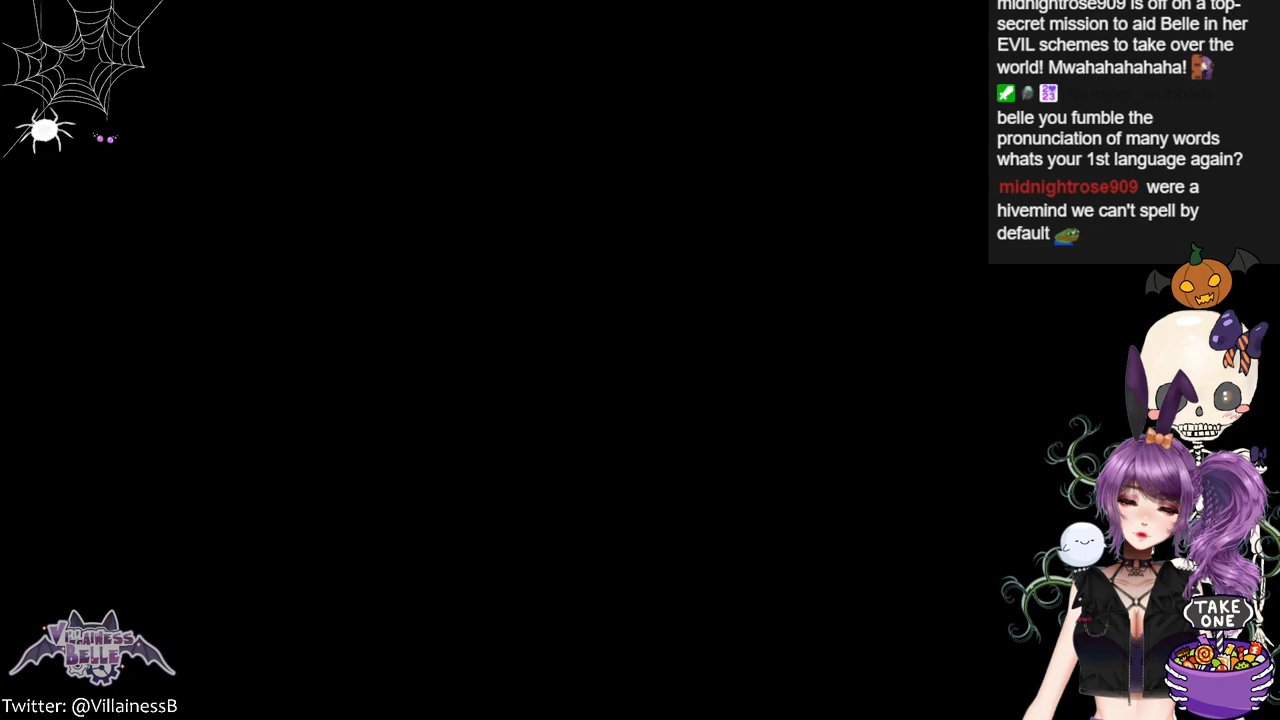 midnightrose909 is off on a top-
secret mission to aid Belle in her
EVIL schemes to take over the
world! Mwahahahahaha!
2 23
belle you fumble the
pronunciation of many words
whats your 1st language again?
midnightrose909 were a
hivemind we can't spell by
default
TAKE
ONE
VILLAINESS
BELLE
Twitter: @VillainessB